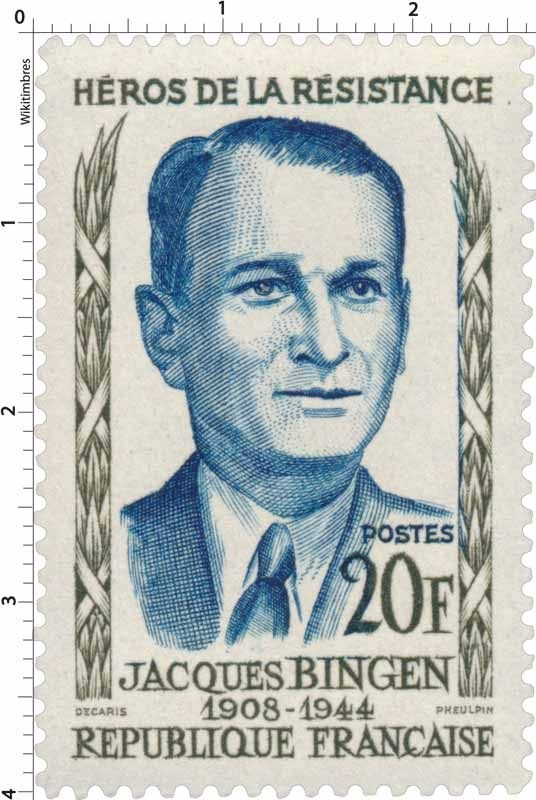 0 1 2
Wikitimbres
HÉROS DE LA RÉSISTANCE
1
2
POSTES
20F
3
JACQUES BINGEN
DECARIS 1908-1944 PHEULPIN
REPUBLIQUE FRANÇAISE
4